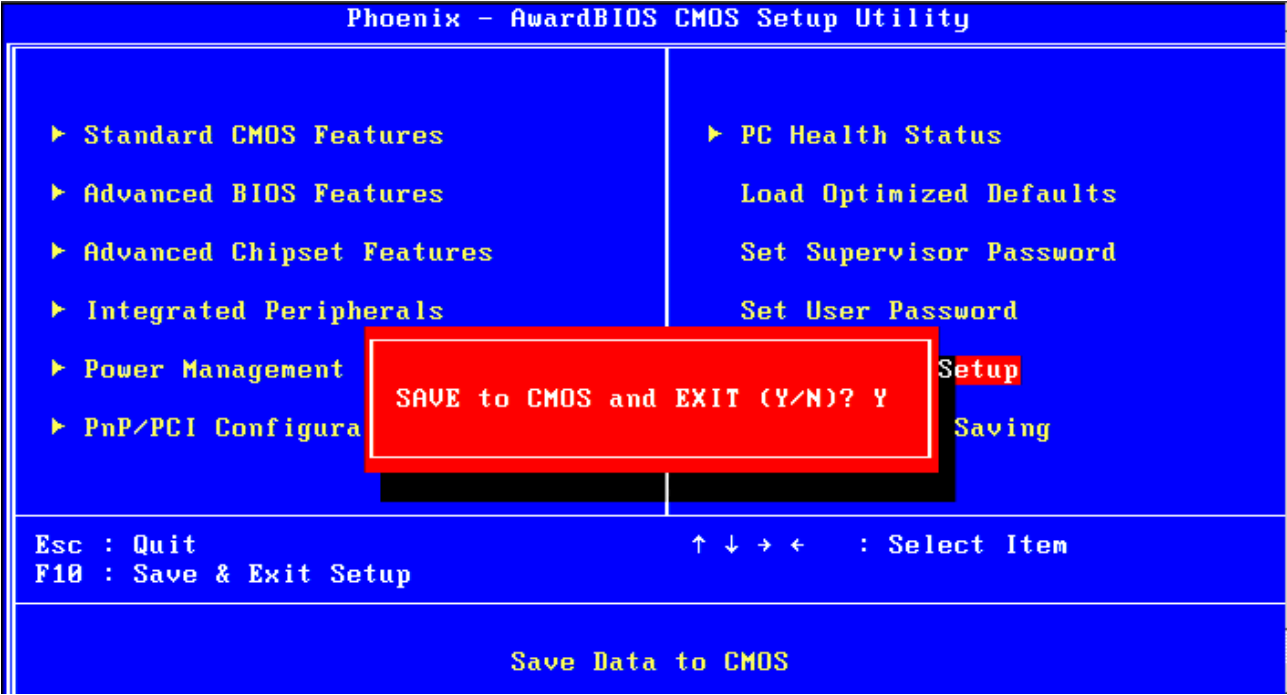 Phoenix - AwardBIOS CMOS Setup Utility
▶ Standard CMOS Features
▶ Advanced BIOS Features
▶ Advanced Chipset Features
▶ Integrated Peripherals
▶ Power Management
▶ PnP/PCI Configura
▶ PC Health Status
Load Optimized Defaults
Set Supervisor Password
Set User Password
Setup
Saving
SAVE to CMOS and EXIT (Y/N)? Y
Esc : Quit
F10 : Save & Exit Setup
↑ ↓ → ← : Select Item
Save Data to CMOS